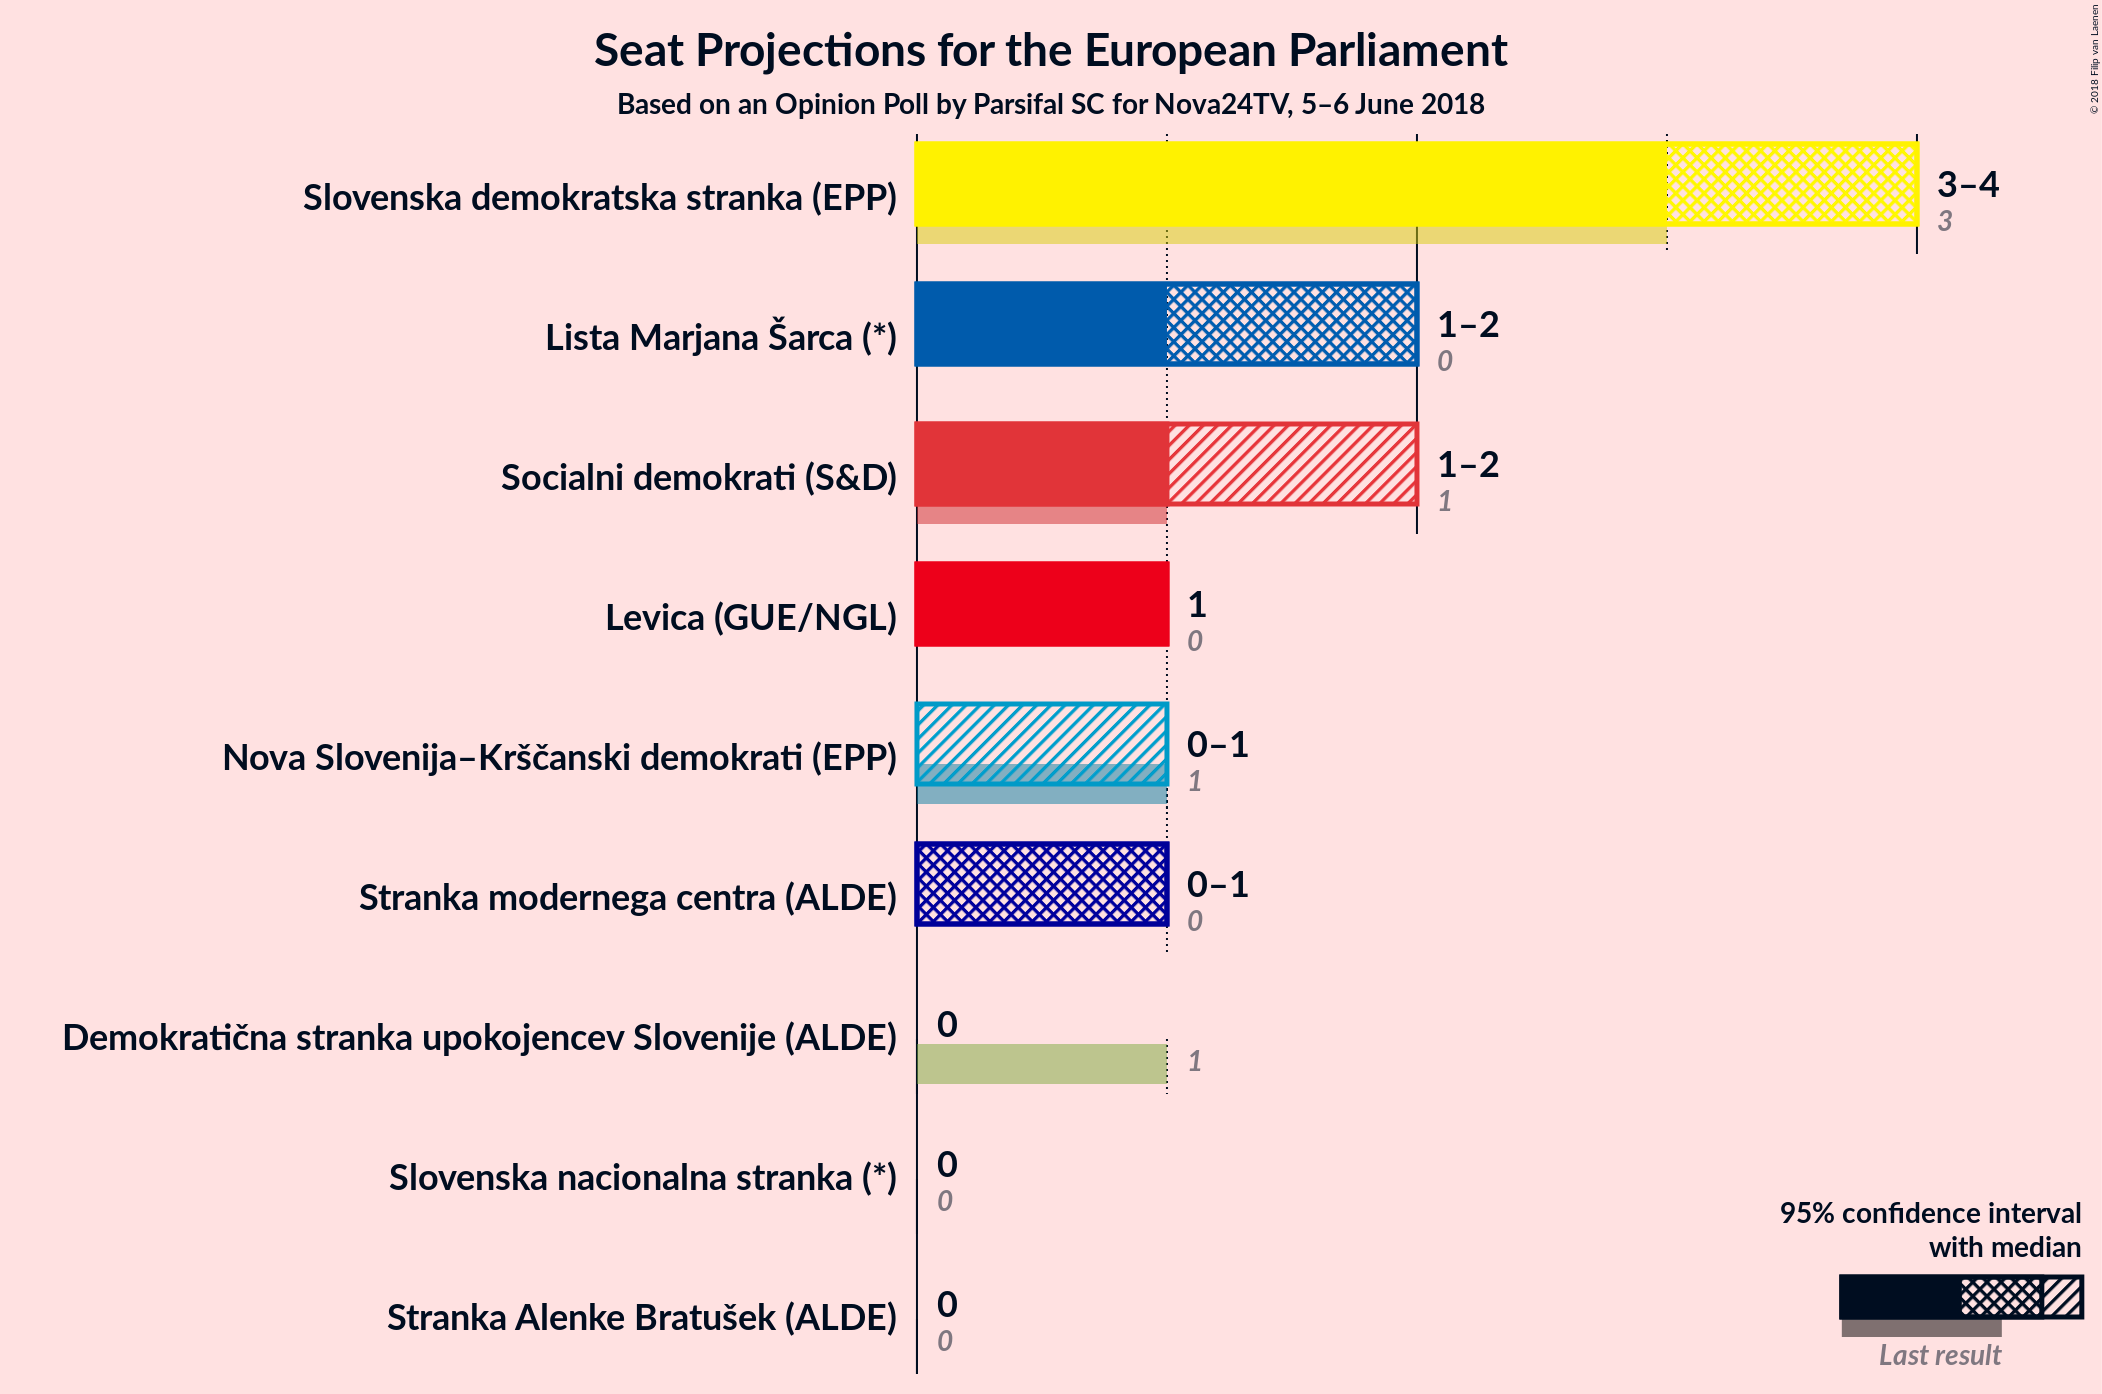 Seat Projections for the European Parliament
Based on an Opinion Poll by Parsifal SC for Nova24TV, 5–6 June 2018
© 2018 Filip van Laenen
Slovenska demokratska stranka (EPP)
3–4
3
Lista Marjana Šarca (*)
1–2
0
Socialni demokrati (S&D)
1–2
1
Levica (GUE/NGL)
1
0
Nova Slovenija–Krščanski demokrati (EPP)
0–1
1
Stranka modernega centra (ALDE)
0–1
0
Demokratična stranka upokojencev Slovenije (ALDE)
0
1
Slovenska nacionalna stranka (*)
0
0
Stranka Alenke Bratušek (ALDE)
0
0
95% confidence interval
with median
Last result